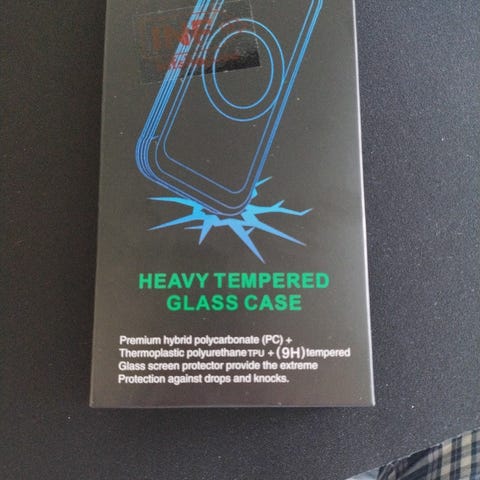 HEAVY TEMPERED
GLASS CASE
Premium hybrid polycarbonate (PC) +
Thermoplastic polyurethane TPU + (9H) tempered
Glass screen protector provide the extreme
Protection against drops and knocks.